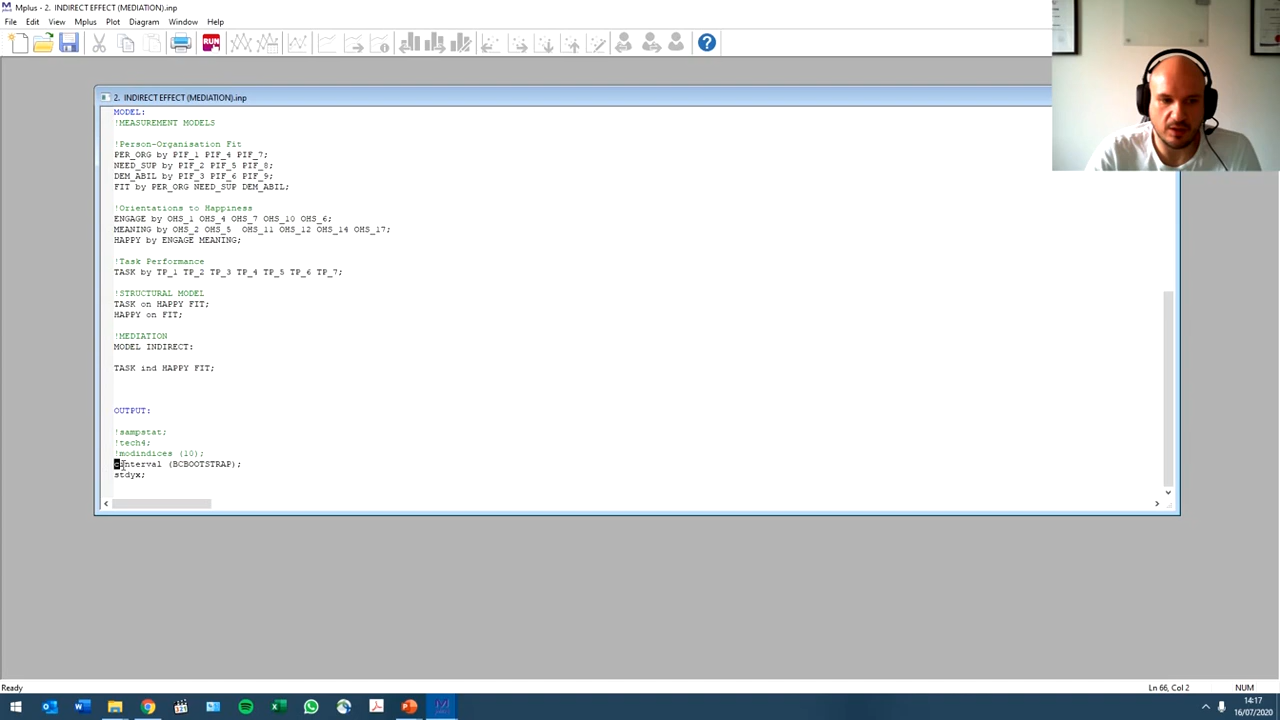 Mplus - 2. INDIRECT EFFECT (MEDIATION).inp
File Edit View Mplus Plot Diagram Window Help
RUN
2. INDIRECT EFFECT (MEDIATION).inp
MODEL:
!MEASUREMENT MODELS
!Person-Organisation Fit
PER_ORG by PIF_1 PIF_4 PIF_7;
NEED_SUP by PIF_2 PIF_5 PIF_8;
DEM_ABIL by PIF_3 PIF_6 PIF_9;
FIT by PER_ORG NEED_SUP DEM_ABIL;
!Orientations to Happiness
ENGAGE by OHS_1 OHS_4 OHS_7 OHS_10 OHS_6;
MEANING by OHS_2 OHS_5 OHS_11 OHS_12 OHS_14 OHS_17;
HAPPY by ENGAGE MEANING;
!Task Performance
TASK by TP_1 TP_2 TP_3 TP_4 TP_5 TP_6 TP_7;
!STRUCTURAL MODEL
TASK on HAPPY FIT;
HAPPY on FIT;
!MEDIATION
MODEL INDIRECT:
TASK ind HAPPY FIT;
OUTPUT:
!sampstat;
!tech4;
!modindices (10);
cinterval (BCBOOTSTRAP);
stdyx;
Ready
Ln 66, Col 2
NUM
14:17
16/07/2020